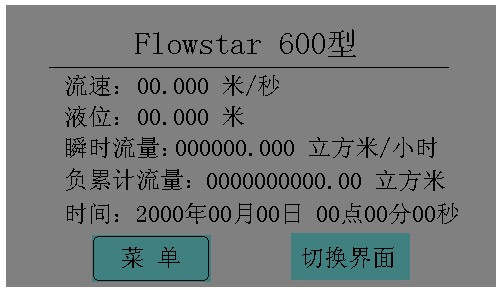 Flowstar 600型
流速：00.000 米/秒
液位：00.000 米
瞬时流量：000000.000 立方米/小时
负累计流量：0000000000.00 立方米
时间：2000年00月00日 00点00分00秒
菜 单 切换界面